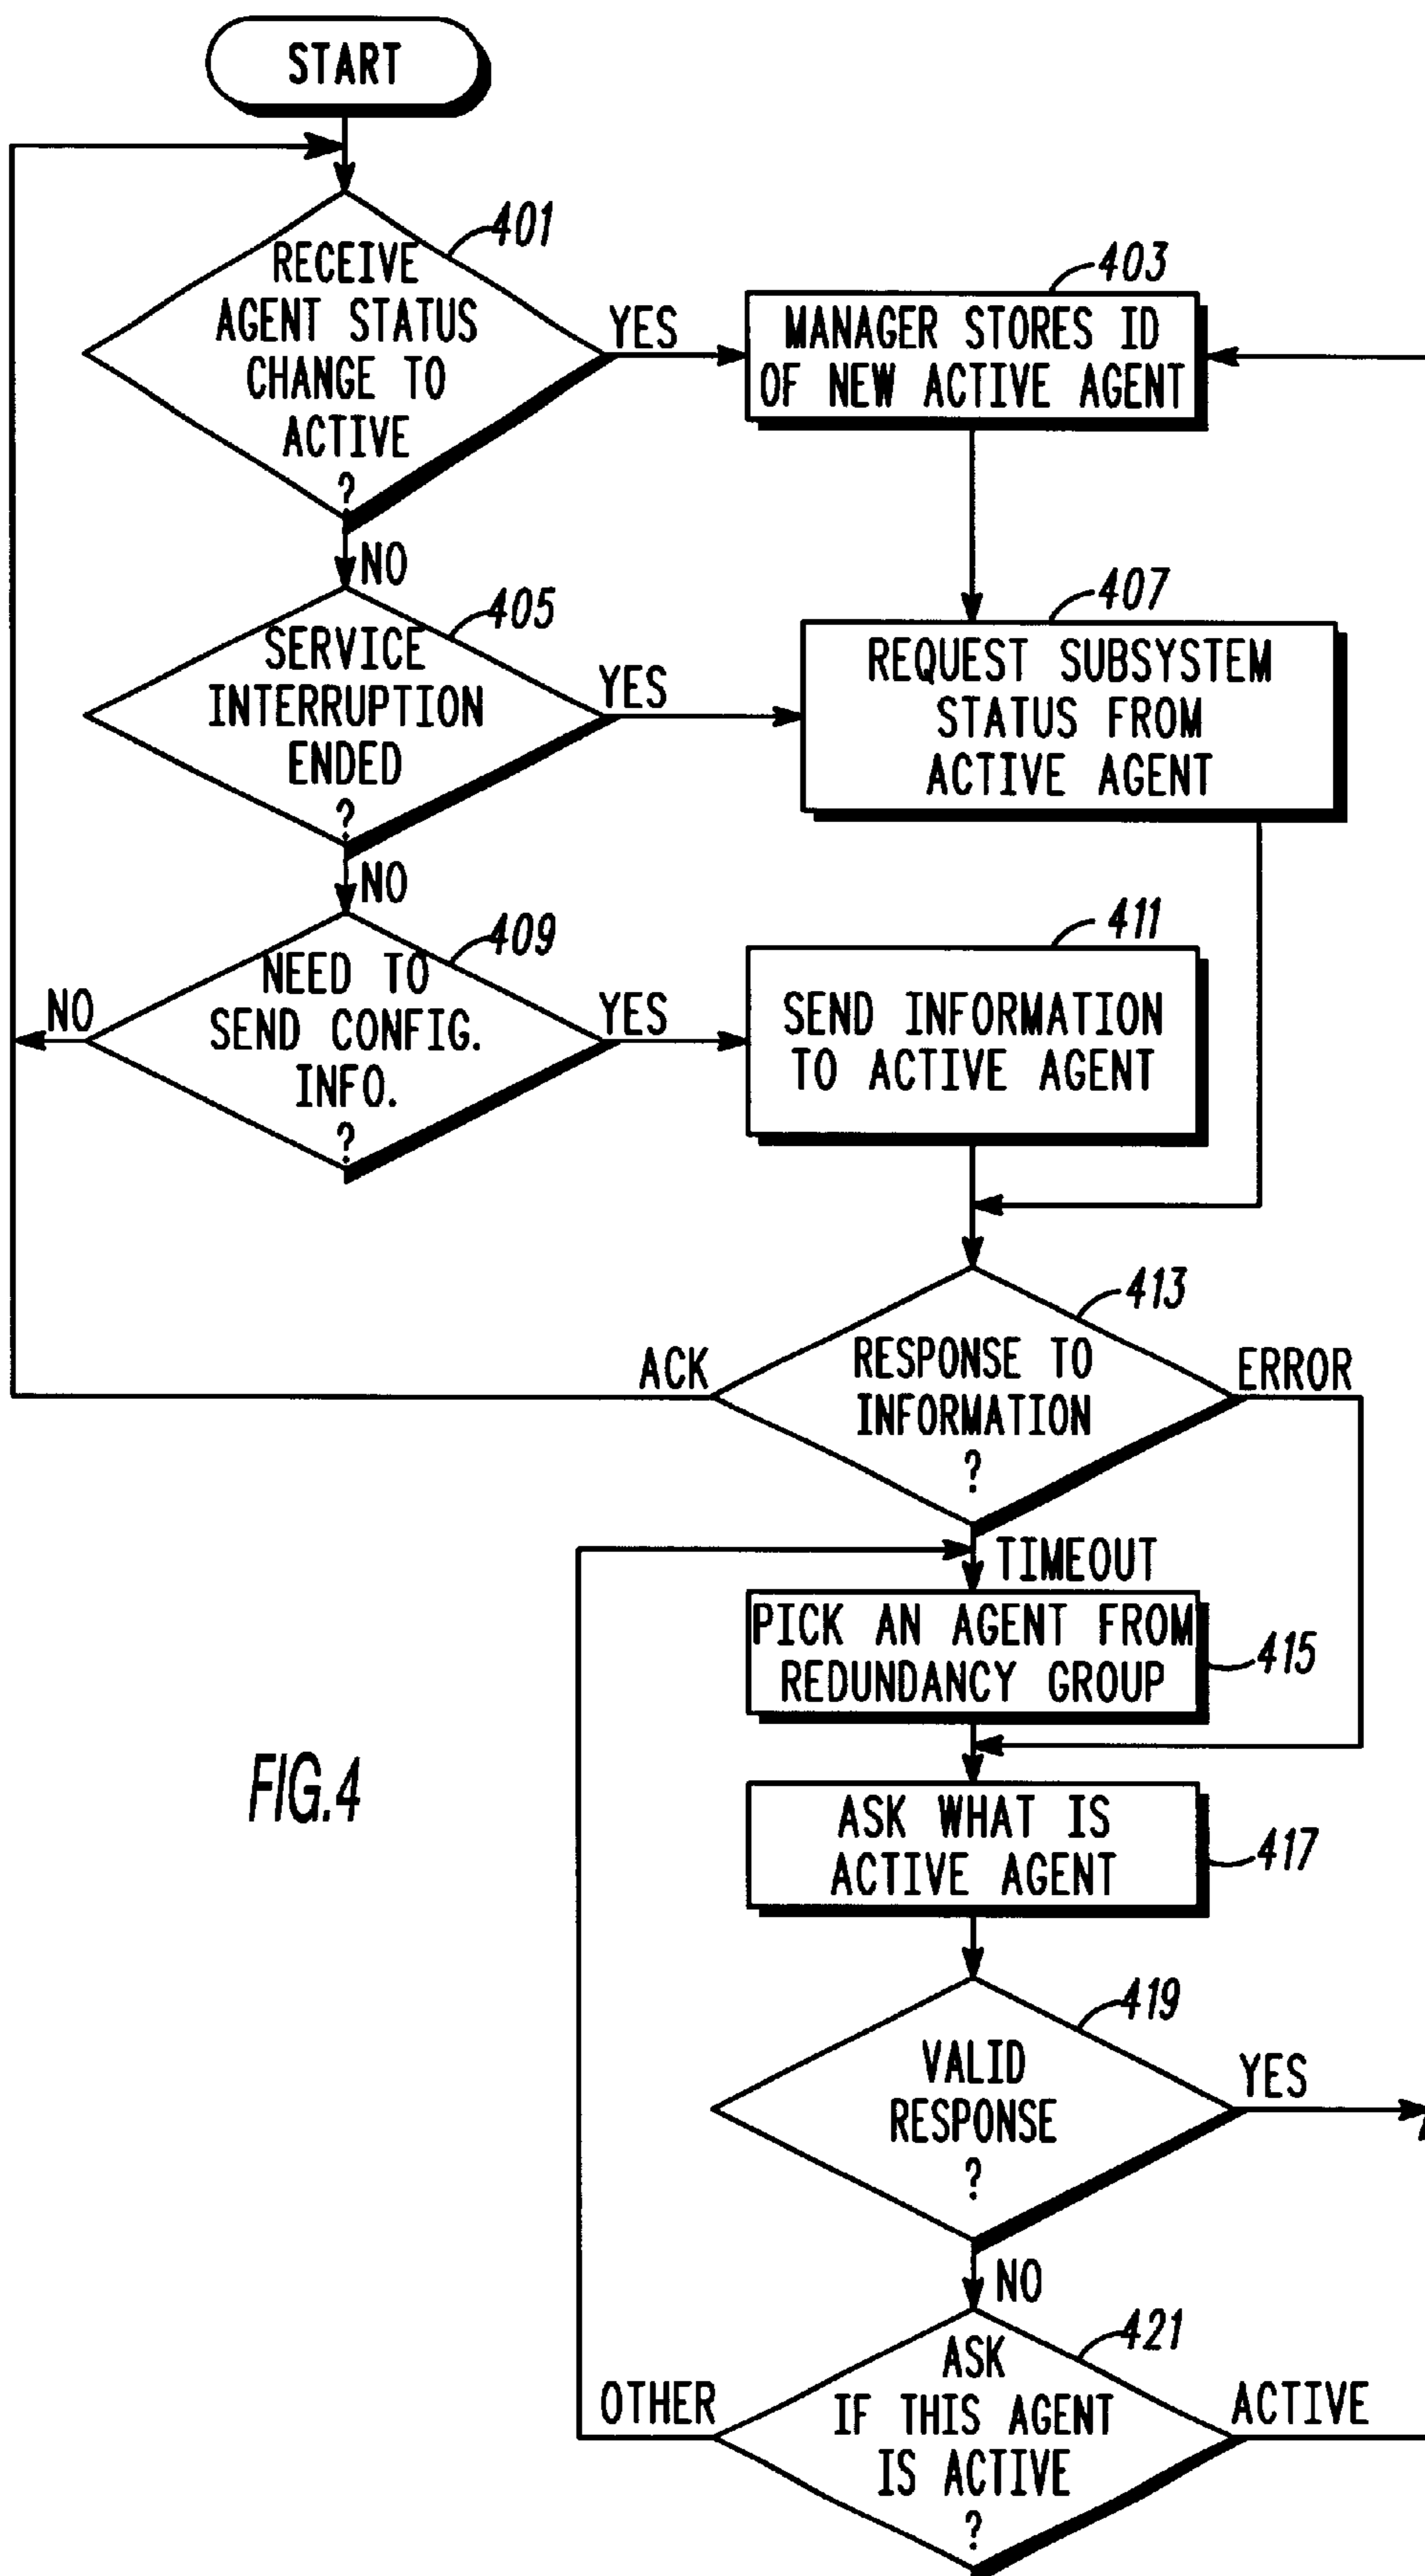 START
401
RECEIVE
AGENT STATUS
CHANGE TO
ACTIVE
?
YES
NO
403
MANAGER STORES ID
OF NEW ACTIVE AGENT
405
SERVICE
INTERRUPTION
ENDED
?
YES
NO
407
REQUEST SUBSYSTEM
STATUS FROM
ACTIVE AGENT
409
NEED TO
SEND CONFIG.
INFO.
?
NO
YES
411
SEND INFORMATION
TO ACTIVE AGENT
413
RESPONSE TO
INFORMATION
?
ACK
ERROR
TIMEOUT
PICK AN AGENT FROM
REDUNDANCY GROUP
415
ASK WHAT IS
ACTIVE AGENT
417
FIG.4
419
VALID
RESPONSE
?
YES
NO
421
ASK
IF THIS AGENT
IS ACTIVE
?
OTHER
ACTIVE